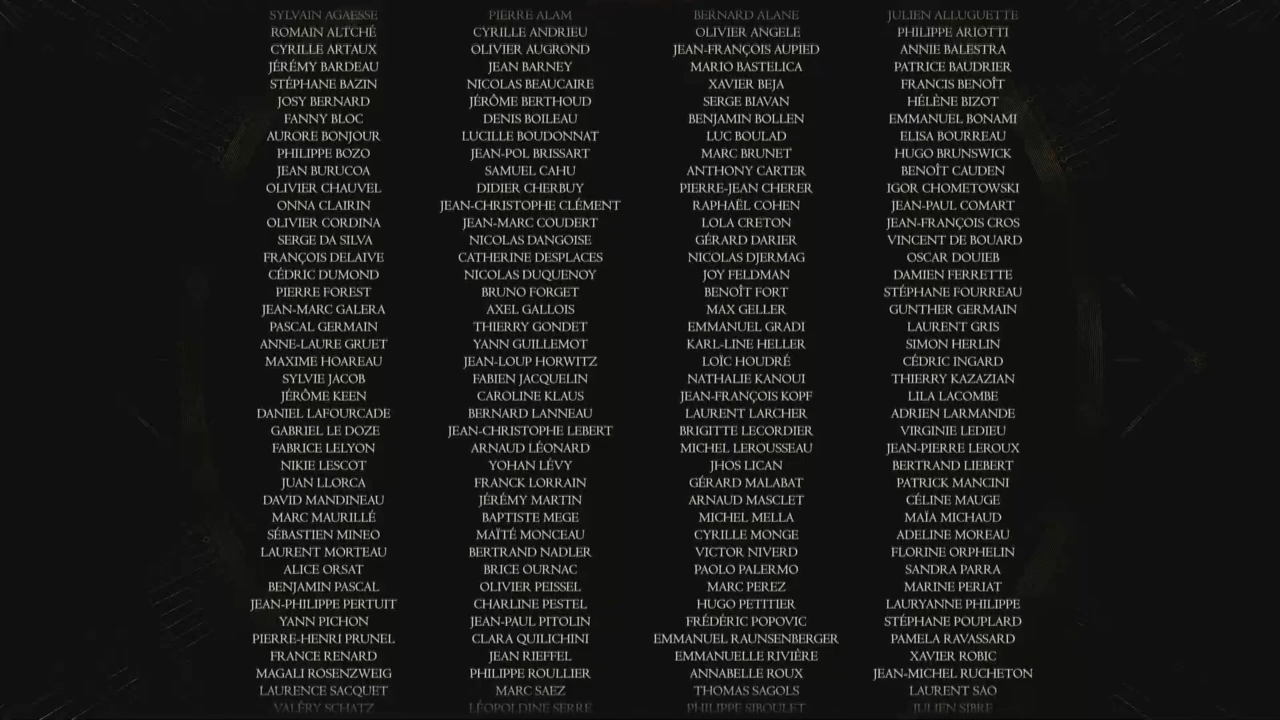 SYLVAIN AGAESSE PIERRE ALAM BERNARD ALANE JULIEN ALLUGUETTE
ROMAIN ALTCHÉ CYRILLE ANDRIEU OLIVIER ANGELE PHILIPPE ARIOTTI
CYRILLE ARTAUX OLIVIER AUGROND JEAN-FRANÇOIS AUPIED ANNIE BALESTRA
JÉRÉMY BARDEAU JEAN BARNEY MARIO BASTELICA PATRICE BAUDRIER
STÉPHANE BAZIN NICOLAS BEAUCAIRE XAVIER BEJA FRANCIS BENOÎT
JOSY BERNARD JÉRÔME BERTHOUD SERGE BIAVAN HÉLÈNE BIZOT
FANNY BLOC DENIS BOILEAU BENJAMIN BOLLEN EMMANUEL BONAMI
AURORE BONJOUR LUCILLE BOUDONNAT LUC BOULAD ELISA BOURREAU
PHILIPPE BOZO JEAN-POL BRISSART MARC BRUNET HUGO BRUNSWICK
JEAN BURUCOA SAMUEL CAHU ANTHONY CARTER BENOÎT CAUDEN
OLIVIER CHAUVEL DIDIER CHERBUY PIERRE-JEAN CHERER IGOR CHOMETOWSKI
ONNA CLAIRIN JEAN-CHRISTOPHE CLÉMENT RAPHAËL COHEN JEAN-PAUL COMART
OLIVIER CORDINA JEAN-MARC COUDERT LOLA CRETON JEAN-FRANÇOIS CROS
SERGE DA SILVA NICOLAS DANGOISE GÉRARD DARIER VINCENT DE BOUARD
FRANÇOIS DELAIVE CATHERINE DESPLACES NICOLAS DJERMAG OSCAR DOUIEB
CÉDRIC DUMOND NICOLAS DUQUENOY JOY FELDMAN DAMIEN FERRETTE
PIERRE FOREST BRUNO FORGET BENOÎT FORT STÉPHANE FOURREAU
JEAN-MARC GALERA AXEL GALLOIS MAX GELLER GUNTHER GERMAIN
PASCAL GERMAIN THIERRY GONDET EMMANUEL GRADI LAURENT GRIS
ANNE-LAURE GRUET YANN GUILLEMOT KARL-LINE HELLER SIMON HERLIN
MAXIME HOAREAU JEAN-LOUP HORWITZ LOÏC HOUDRÉ CÉDRIC INGARD
SYLVIE JACOB FABIEN JACQUELIN NATHALIE KANOUI THIERRY KAZAZIAN
JÉRÔME KEEN CAROLINE KLAUS JEAN-FRANÇOIS KOPF LILA LACOMBE
DANIEL LAFOURCADE BERNARD LANNEAU LAURENT LARCHER ADRIEN LARMANDE
GABRIEL LE DOZE JEAN-CHRISTOPHE LEBERT BRIGITTE LECORDIER VIRGINIE LEDIEU
FABRICE LELYON ARNAUD LÉONARD MICHEL LEROUSSEAU JEAN-PIERRE LEROUX
NIKIE LESCOT YOHAN LÉVY JHOS LICAN BERTRAND LIEBERT
JUAN LLORCA FRANCK LORRAIN GÉRARD MALABAT PATRICK MANCINI
DAVID MANDINEAU JÉRÉMY MARTIN ARNAUD MASCLET CÉLINE MAUGE
MARC MAURILLÉ BAPTISTE MEGE MICHEL MELLA MAÏA MICHAUD
SÉBASTIEN MINEO MAÏTÉ MONCEAU CYRILLE MONGE ADELINE MOREAU
LAURENT MORTEAU BERTRAND NADLER VICTOR NIVERD FLORINE ORPHELIN
ALICE ORSAT BRICE OURNAC PAOLO PALERMO SANDRA PARRA
BENJAMIN PASCAL OLIVIER PEISSEL MARC PEREZ MARINE PERIAT
JEAN-PHILIPPE PERTUIT CHARLINE PESTEL HUGO PETITIER LAURYANNE PHILIPPE
YANN PICHON JEAN-PAUL PITOLIN FRÉDÉRIC POPOVIC STÉPHANE POUPLARD
PIERRE-HENRI PRUNEL CLARA QUILICHINI EMMANUEL RAUNSENBERGER PAMELA RAVASSARD
FRANCE RENARD JEAN RIEFFEL EMMANUELLE RIVIÈRE XAVIER ROBIC
MAGALI ROSENZWEIG PHILIPPE ROULLIER ANNABELLE ROUX JEAN-MICHEL RUCHETON
LAURENCE SACQUET MARC SAEZ THOMAS SAGOLS LAURENT SAO
VALÉRY SCHATZ LÉOPOLDINE SERRE PHILIPPE SIBOULET JULIEN SIBRE